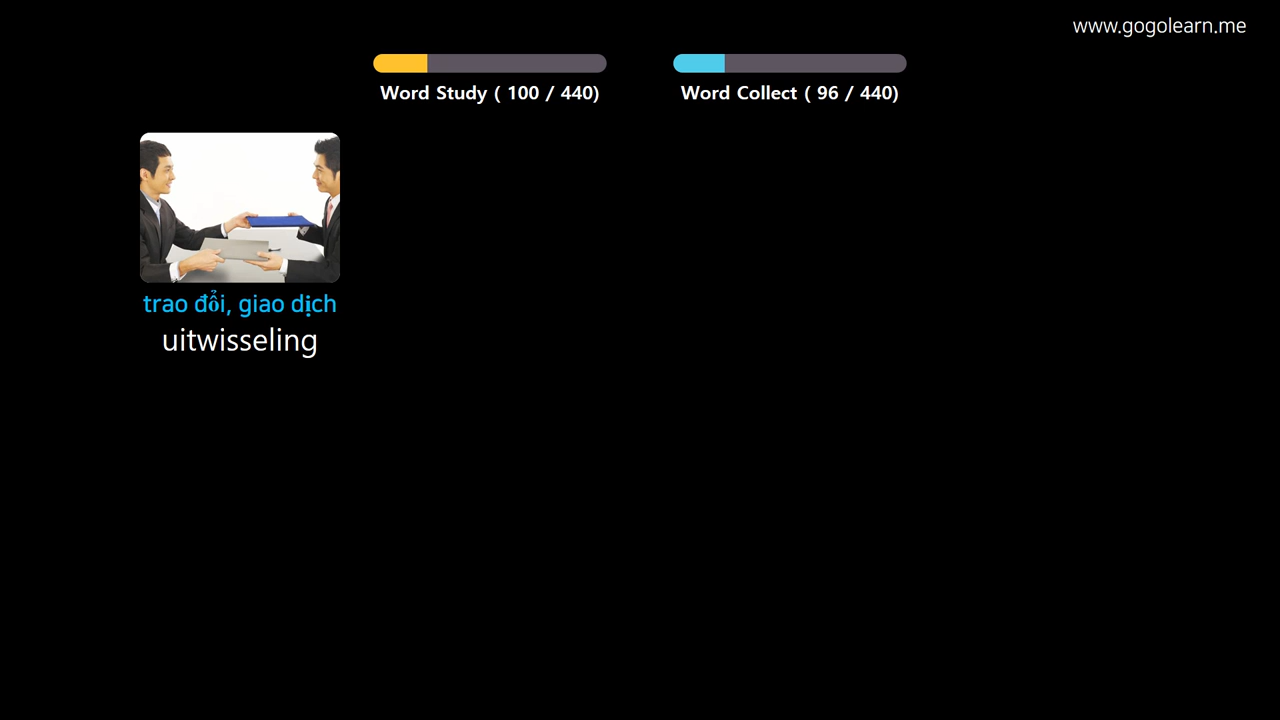 www.gogolearn.me
Word Study ( 100 / 440)
Word Collect ( 96 / 440)
trao đổi, giao dịch
uitwisseling